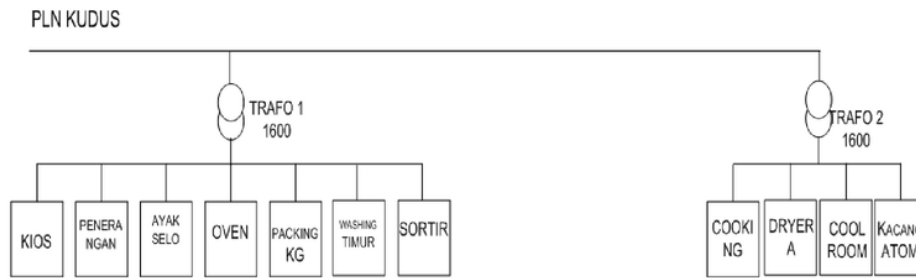 PLN KUDUS
TRAFO 1
1600
TRAFO 2
1600
KIOS
PENERA
NGAN
AYAK
SELO
OVEN
PACKING
KG
WASHING
TIMUR
SORTIR
COOKI
NG
DRYER
A
COOL
ROOM
KACANG
ATOM